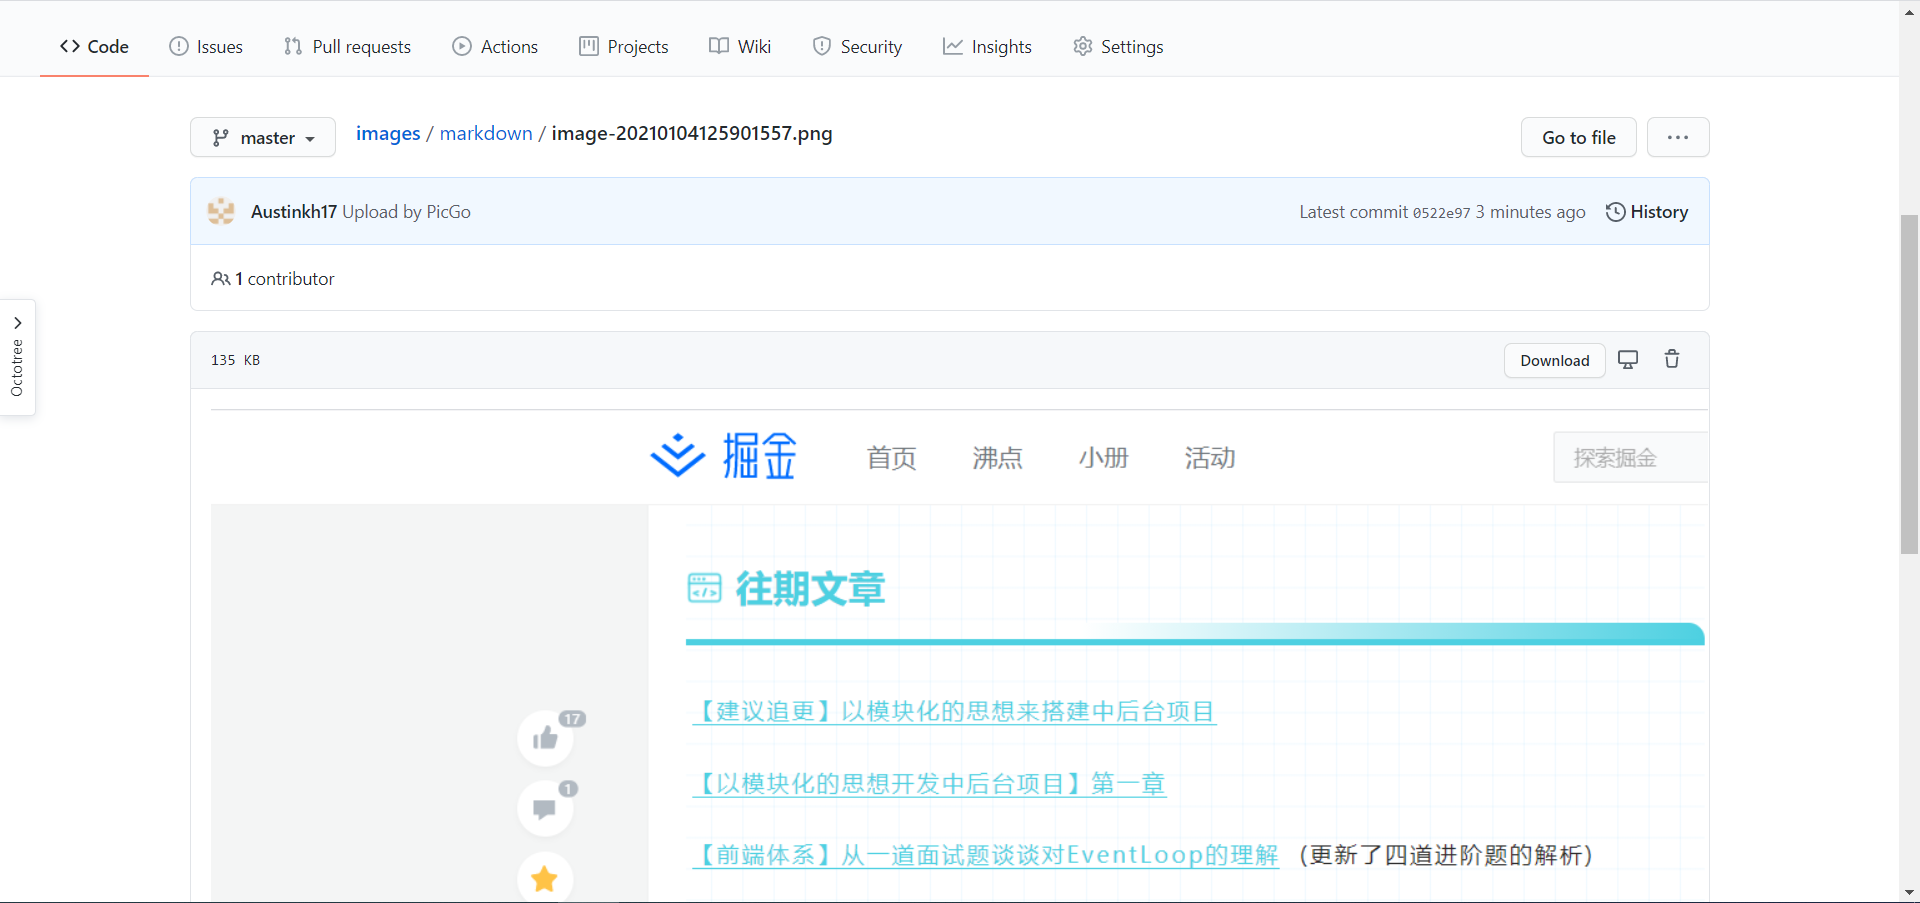 Code Issues Pull requests Actions Projects Wiki Security Insights Settings
master images / markdown / image-20210104125901557.png Go to file ...
Austinkh17 Upload by PicGo Latest commit 0522e97 3 minutes ago History
1 contributor
Octotree
135 KB Download
掘金 首页 沸点 小册 活动 探索掘金
往期文章
【建议追更】以模块化的思想来搭建中后台项目
17
【以模块化的思想开发中后台项目】第一章
1
【前端体系】从一道面试题谈谈对EventLoop的理解 (更新了四道进阶题的解析)